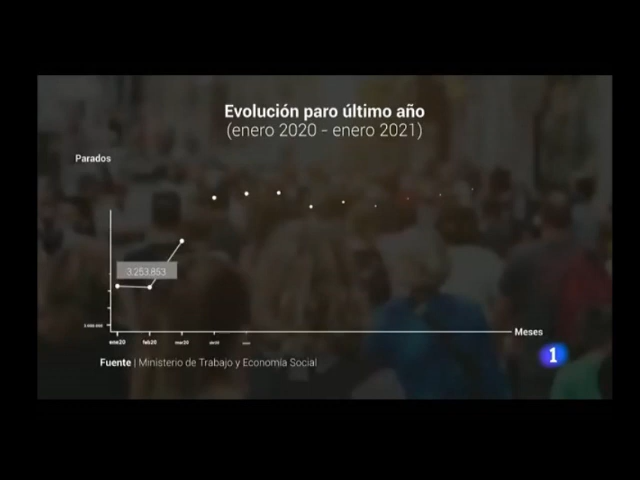 Evolución paro último año
(enero 2020 - enero 2021)
Parados
3.253.853
ene20 feb20 mar20
Meses
Fuente | Ministerio de Trabajo y Economía Social
1